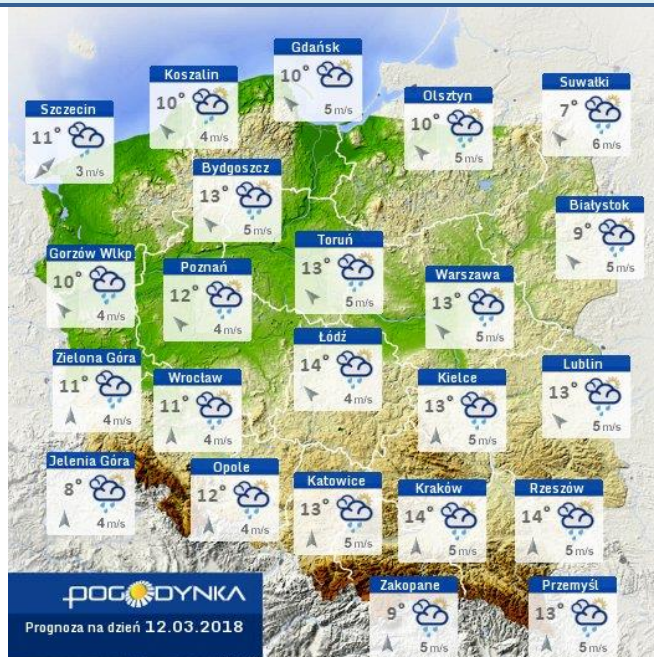 Gdańsk
10°
5 m/s
Koszalin
10°
4 m/s
Szczecin
11°
3 m/s
Olsztyn
10°
5 m/s
Suwałki
7°
6 m/s
Bydgoszcz
13°
5 m/s
Białystok
9°
5 m/s
Gorzów Wlkp
10°
4 m/s
Poznań
12°
4 m/s
Toruń
13°
5 m/s
Warszawa
13°
5 m/s
Łódź
14°
4 m/s
Zielona Góra
11°
4 m/s
Wrocław
11°
4 m/s
Kielce
13°
5 m/s
Lublin
13°
5 m/s
Jelenia Góra
8°
4 m/s
Opole
12°
4 m/s
Katowice
13°
5 m/s
Kraków
14°
5 m/s
Rzeszów
14°
5 m/s
Zakopane
9°
5 m/s
Przemyśl
13°
5 m/s
POGODYNKA
Prognoza na dzień 12.03.2018